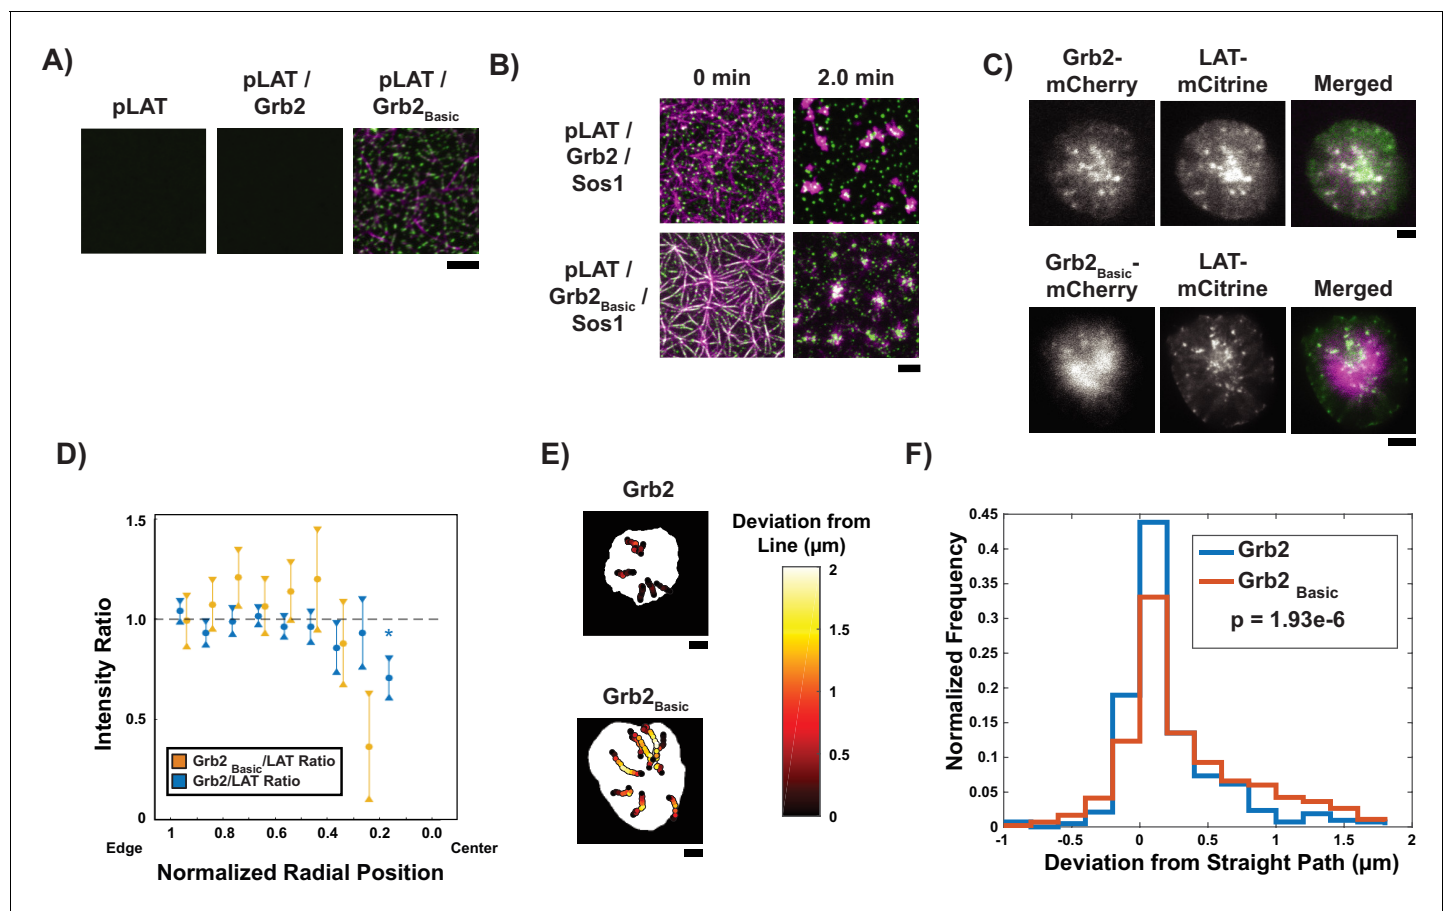 A)
pLAT
pLAT /
Grb2
pLAT /
Grb2Basic
B)
0 min
2.0 min
pLAT /
Grb2 /
Sos1
pLAT /
Grb2Basic /
Sos1
C)
Grb2-
mCherry
LAT-
mCitrine
Merged
Grb2Basic-
mCherry
LAT-
mCitrine
Merged
D)
Intensity Ratio
1.5
1.0
0.5
0
*
Grb2 Basic/LAT Ratio
Grb2/LAT Ratio
1 0.8 0.6 0.4 0.2 0.0
Edge
Center
Normalized Radial Position
E)
Grb2
Grb2Basic
Deviation from
Line (µm)
2
1.5
1
0.5
0
F)
Normalized Frequency
0.45
0.4
0.35
0.3
0.25
0.2
0.15
0.1
0.05
0
Grb2
Grb2 Basic
p = 1.93e-6
-1 -0.5 0 0.5 1 1.5 2
Deviation from Straight Path (µm)